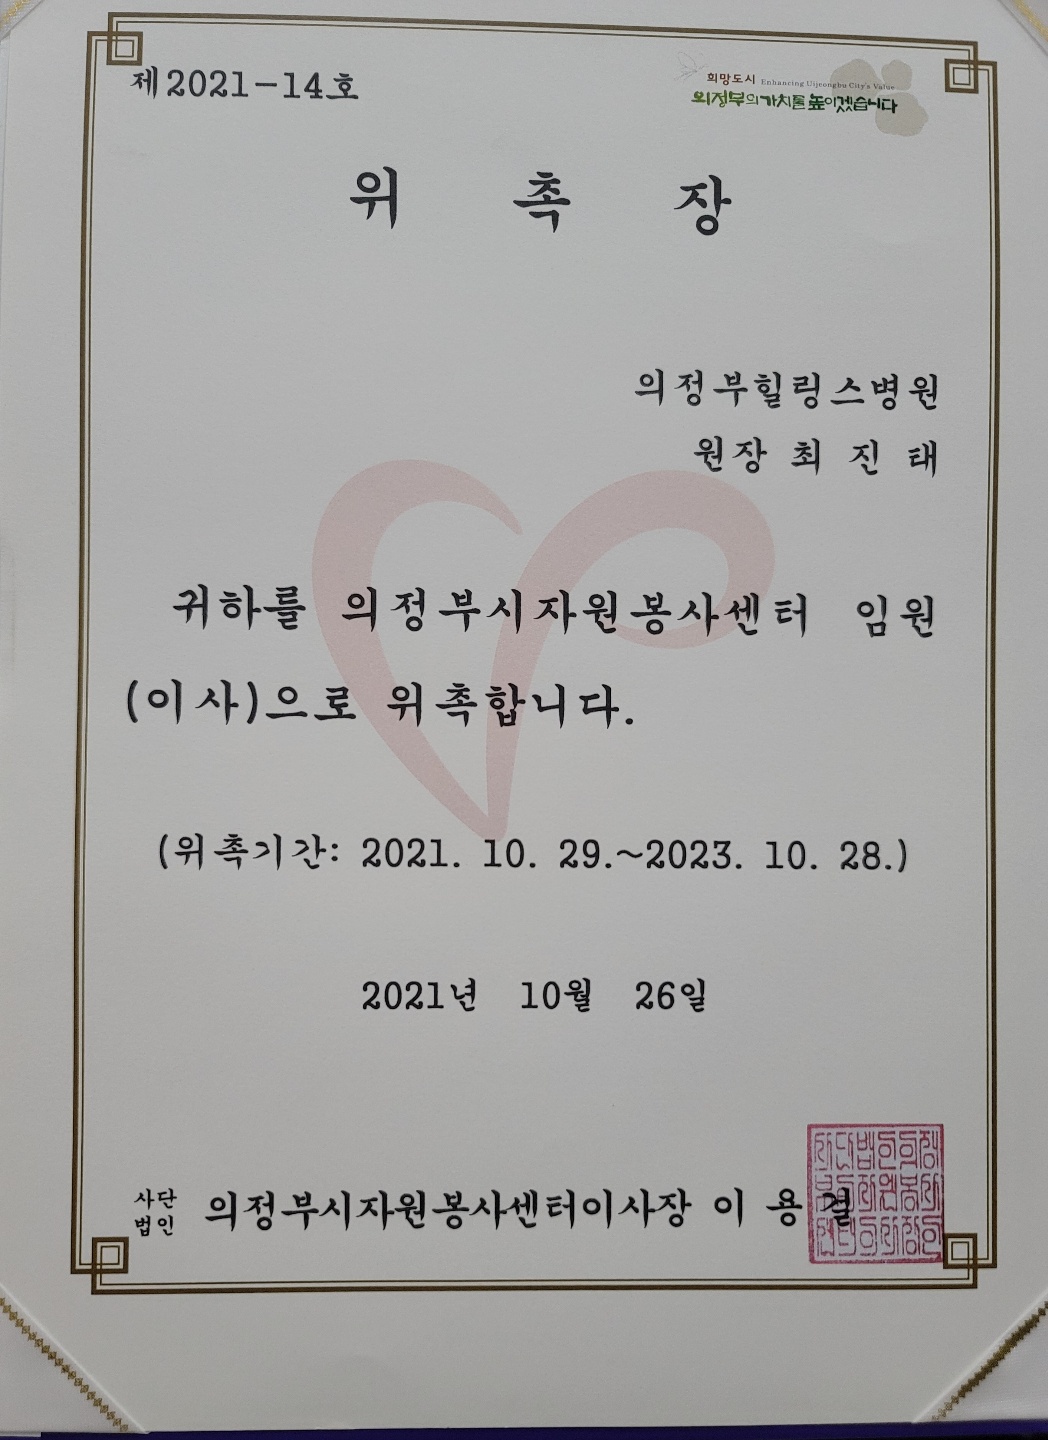 제2021-14호
희망도시 Enhancing Uijeongbu City's Value
의정부의 가치를 높이겠습니다
위 촉 장
의정부힐링스병원
원장 최 진 태
귀하를 의정부시자원봉사센터 임원
(이사)으로 위촉합니다.
(위촉기간: 2021. 10. 29.~2023. 10. 28.)
2021년 10월 26일
사단
법인 의정부시자원봉사센터이사장 이 용 걸